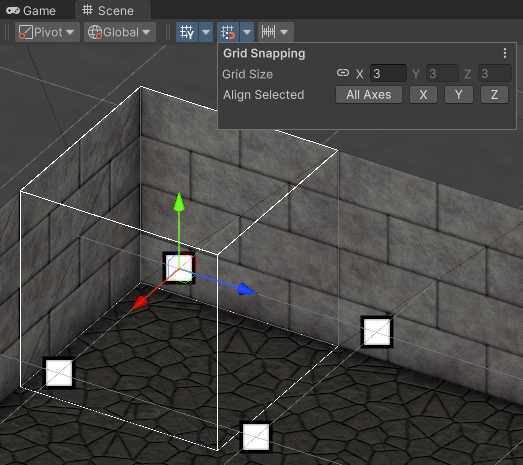 Game Scene
Pivot Global Y
Grid Snapping
Grid Size X 3 Y 3 Z 3
Align Selected All Axes X Y Z